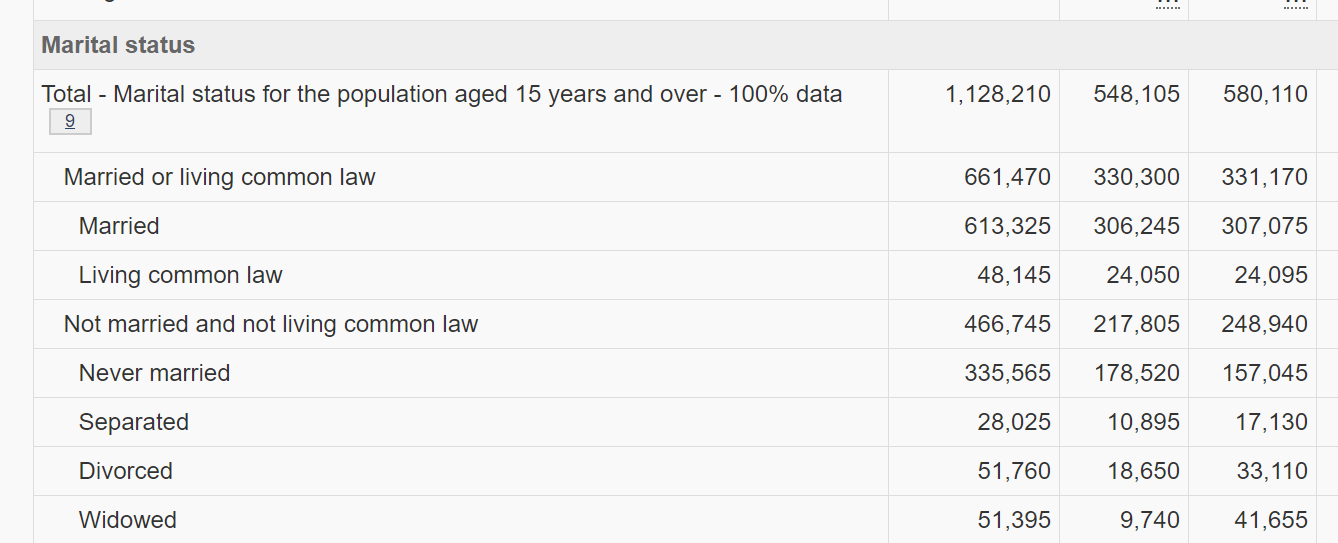 Marital status
Total - Marital status for the population aged 15 years and over - 100% data 1,128,210 548,105 580,110
9
Married or living common law 661,470 330,300 331,170
Married 613,325 306,245 307,075
Living common law 48,145 24,050 24,095
Not married and not living common law 466,745 217,805 248,940
Never married 335,565 178,520 157,045
Separated 28,025 10,895 17,130
Divorced 51,760 18,650 33,110
Widowed 51,395 9,740 41,655